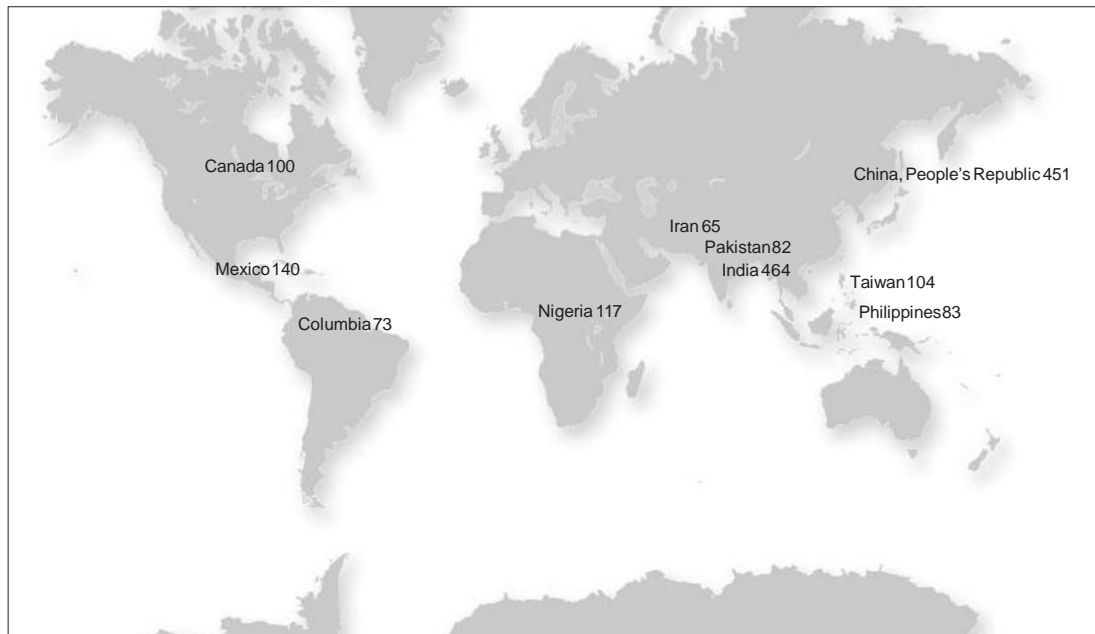 Canada 100
China, People's Republic 451
Iran 65
Pakistan 82
Mexico 140
India 464
Taiwan 104
Nigeria 117
Philippines 83
Columbia 73